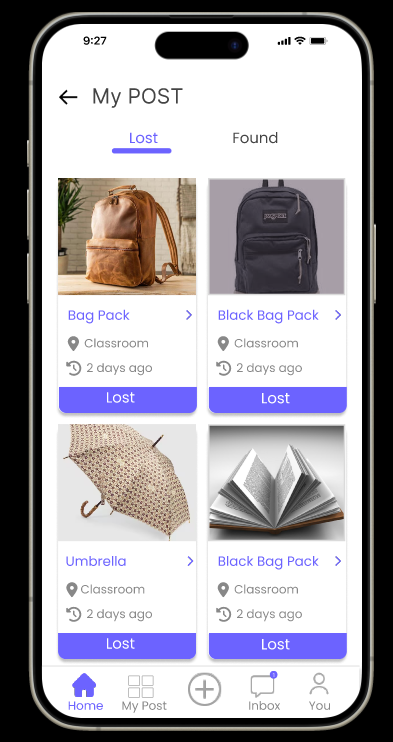 9:27
My POST
Lost Found
Bag Pack
Classroom
2 days ago
Lost
Black Bag Pack
Classroom
2 days ago
Lost
Umbrella
Classroom
2 days ago
Lost
Black Bag Pack
Classroom
2 days ago
Lost
Home My Post Inbox You